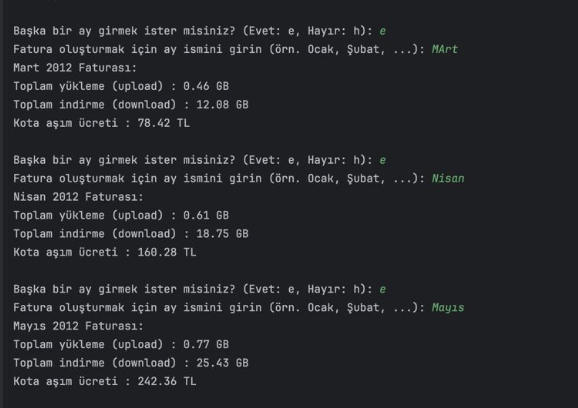 Başka bir ay girmek ister misiniz? (Evet: e, Hayır: h): e
Fatura oluşturmak için ay ismini girin (örn. Ocak, Şubat, ...): MArt
Mart 2012 Faturası:
Toplam yükleme (upload) : 0.46 GB
Toplam indirme (download) : 12.08 GB
Kota aşım ücreti : 78.42 TL
Başka bir ay girmek ister misiniz? (Evet: e, Hayır: h): e
Fatura oluşturmak için ay ismini girin (örn. Ocak, Şubat, ...): Nisan
Nisan 2012 Faturası:
Toplam yükleme (upload) : 0.61 GB
Toplam indirme (download) : 18.75 GB
Kota aşım ücreti : 160.28 TL
Başka bir ay girmek ister misiniz? (Evet: e, Hayır: h): e
Fatura oluşturmak için ay ismini girin (örn. Ocak, Şubat, ...): Mayıs
Mayıs 2012 Faturası:
Toplam yükleme (upload) : 0.77 GB
Toplam indirme (download) : 25.43 GB
Kota aşım ücreti : 242.36 TL